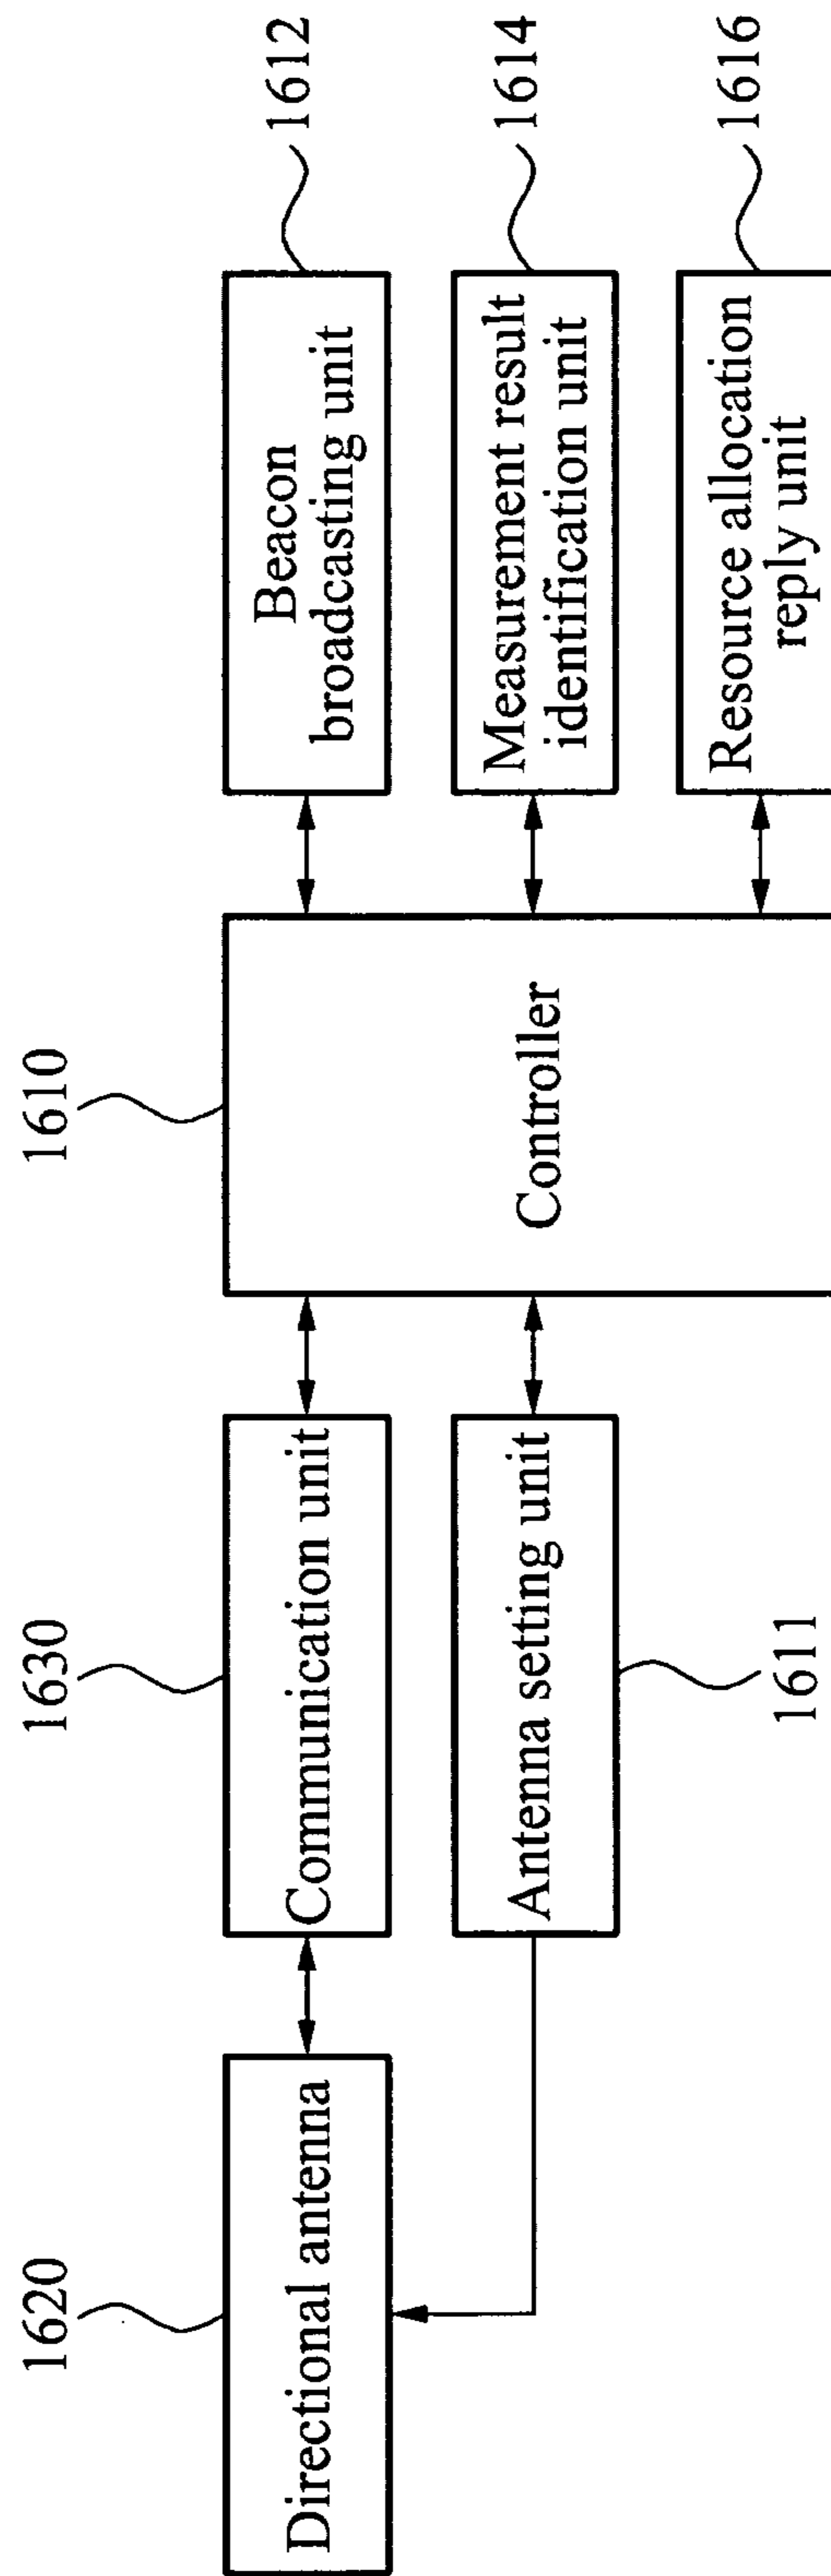 1620
1630
1610
Directional antenna
Communication unit
Controller
Beacon
broadcasting unit
1612
Antenna setting unit
Measurement result
identification unit
1614
1611
Resource allocation
reply unit
1616